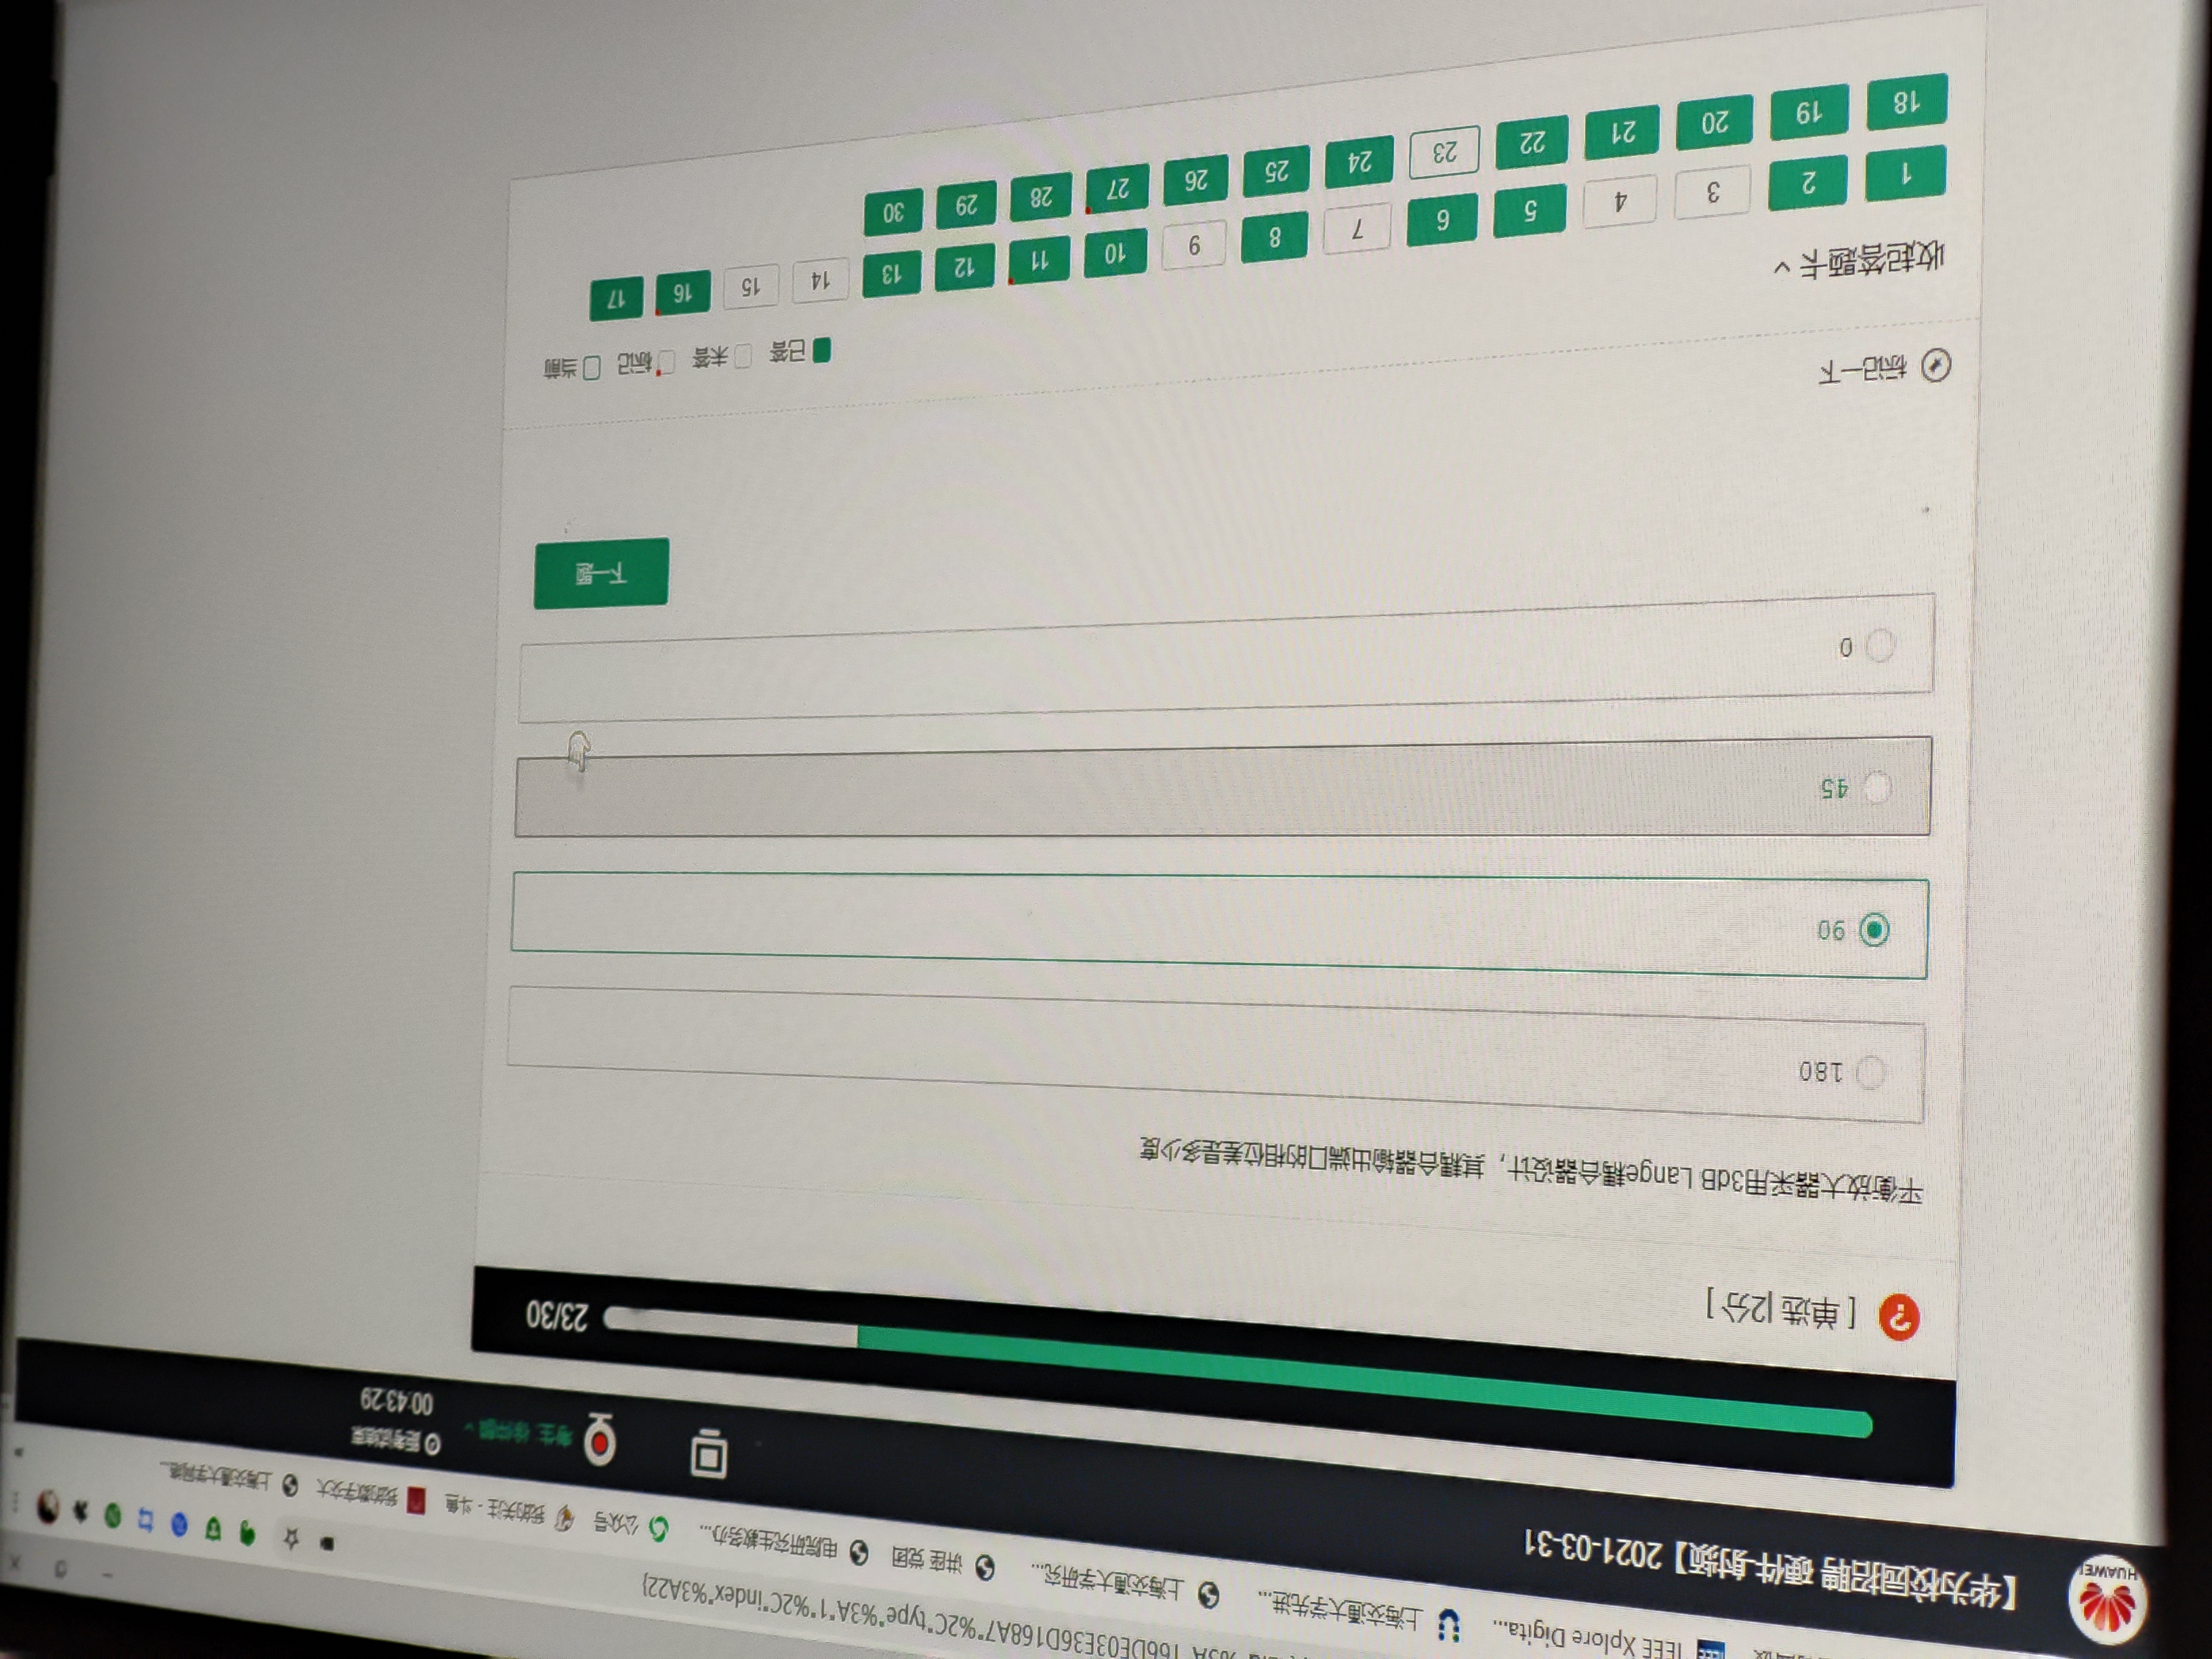 166DE03E36D168A7"%2C"type"%3A"1"%2C"index"%3A22}
IEEE Xplore Digita...
上海交通大学先进...
上海交通大学研究...
讲座 党团
电院研究生教务办...
公众号
我的关注 - 斗鱼
我的数字交大
上海交通大学网络...
HUAWEI
【华为校园招聘 硬件-射频】2021-03-31
考生
距考试结束
00:43:29
23/30
? [ 单选 |2分 ]
平衡放大器采用3dB Lange耦合器设计，其耦合器输出端口的相位差是多少度
180
90
45
0
下一题
标记一下
已答 未答 标记 当前
收起答题卡
1 2 3 4 5 6 7 8 9 10 11 12 13 14 15 16 17
18 19 20 21 22 23 24 25 26 27 28 29 30